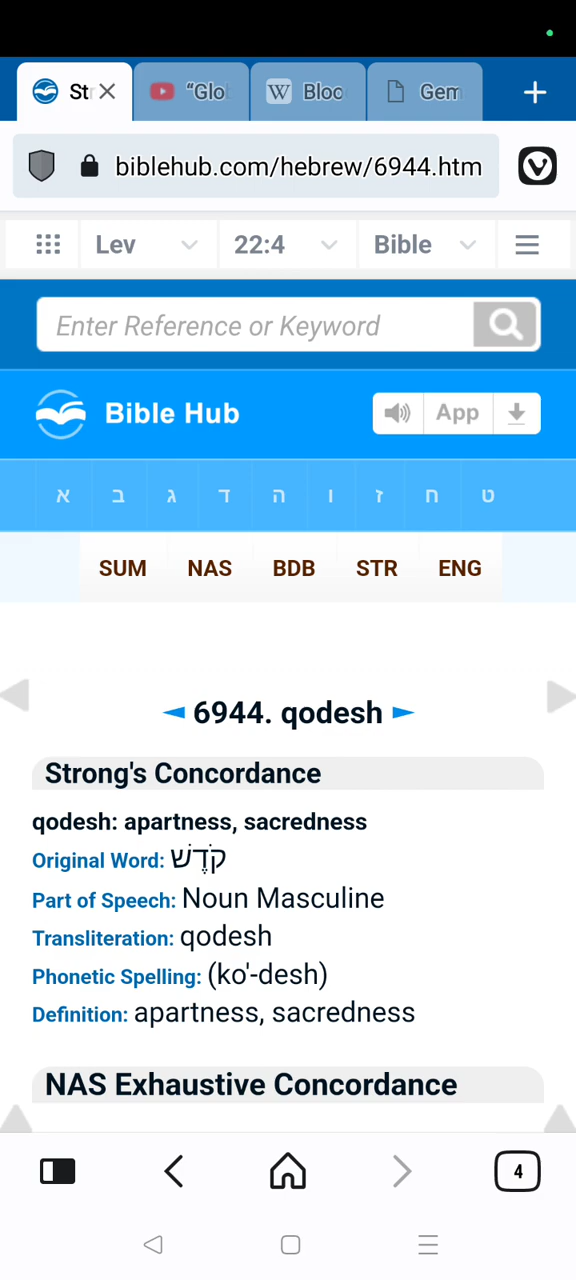 St
"Glo
Bloc
Gem
biblehub.com/hebrew/6944.htm
Lev 22:4 Bible
Enter Reference or Keyword
Bible Hub App
א ב ג ד ה ו ז ח ט
SUM NAS BDB STR ENG
◄ 6944. qodesh ►
Strong's Concordance
qodesh: apartness, sacredness
Original Word: קֹדֶשׁ
Part of Speech: Noun Masculine
Transliteration: qodesh
Phonetic Spelling: (ko'-desh)
Definition: apartness, sacredness
NAS Exhaustive Concordance
4